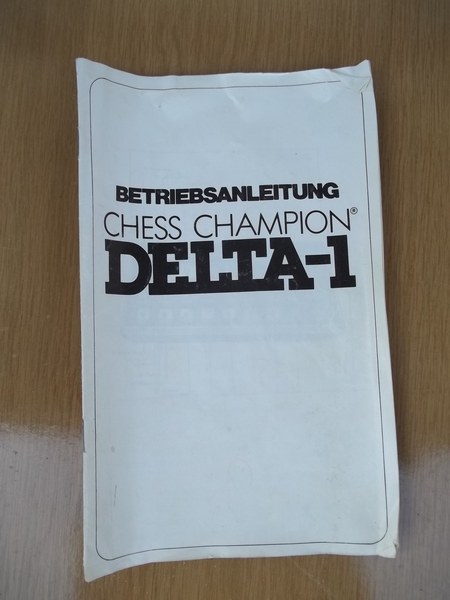 BETRIEBSANLEITUNG
CHESS CHAMPION®
DELTA-1